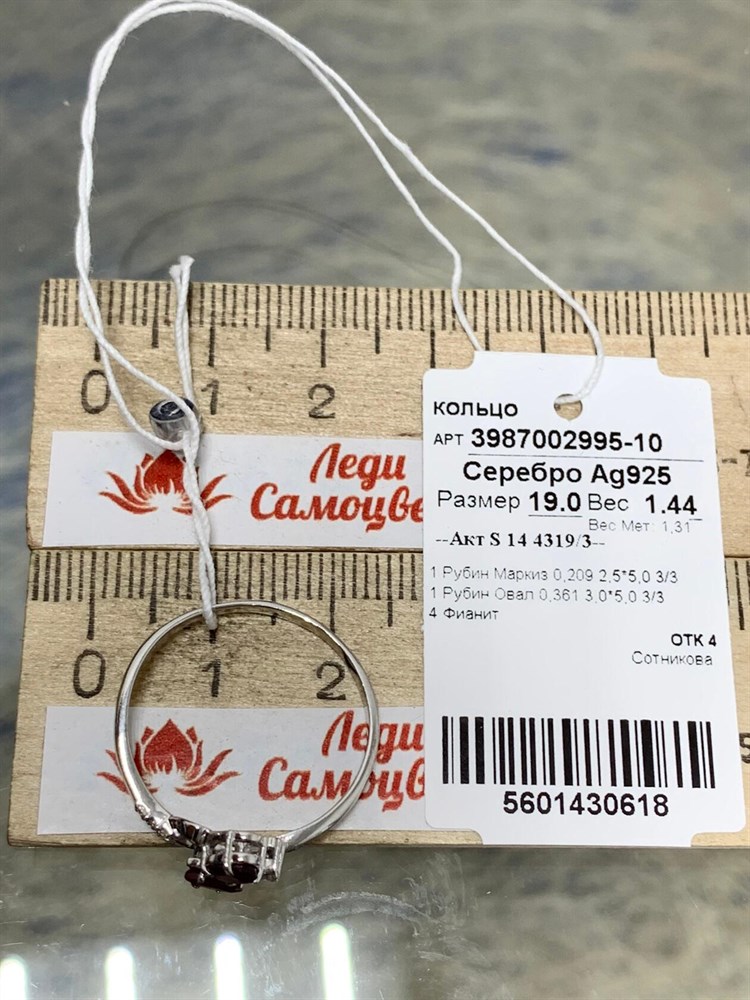 0 1 2
Леди
Самоцве
0 1 2
Леди
Самоцве
кольцо
АРТ 3987002995-10
Серебро Ag925
Размер 19.0 Вес 1.44
Вес Мет: 1,31
--Акт S 14 4319/3--
1 Рубин Маркиз 0,209 2,5*5,0 3/3
1 Рубин Овал 0,361 3,0*5,0 3/3
4 Фианит
ОТК 4
Сотникова
5601430618